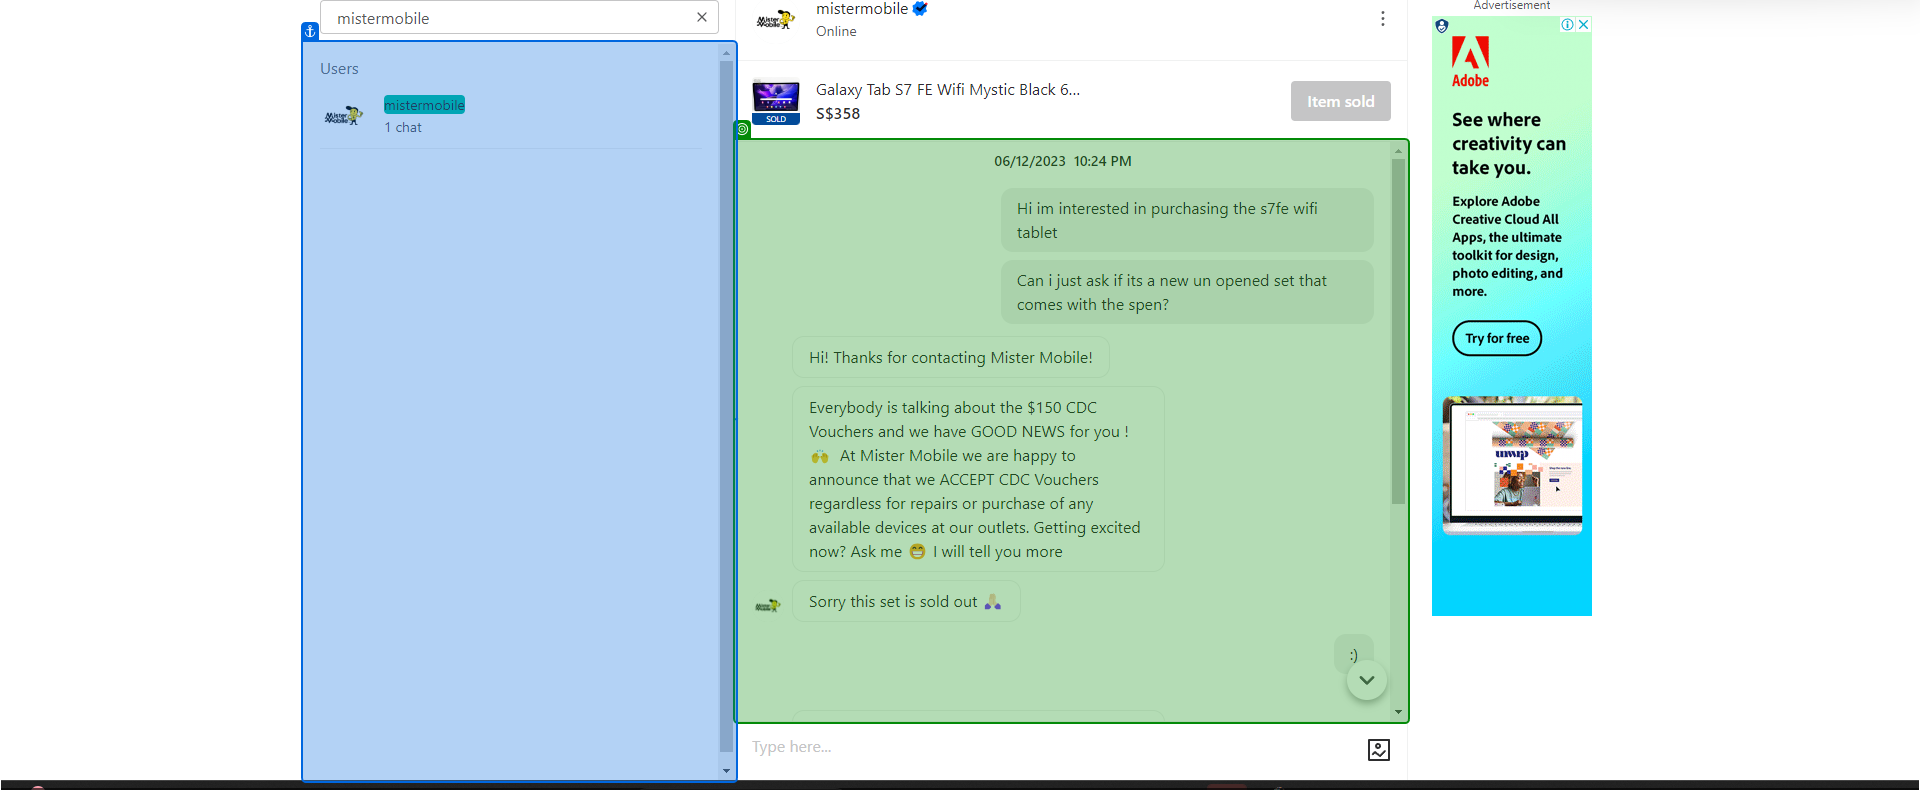 mistermobile
Users
mistermobile
1 chat
mistermobile
Online
Galaxy Tab S7 FE Wifi Mystic Black 6...
S$358
SOLD
Item sold
06/12/2023 10:24 PM
Hi im interested in purchasing the s7fe wifi
tablet
Can i just ask if its a new un opened set that
comes with the spen?
Hi! Thanks for contacting Mister Mobile!
Everybody is talking about the $150 CDC
Vouchers and we have GOOD NEWS for you !
🙌 At Mister Mobile we are happy to
announce that we ACCEPT CDC Vouchers
regardless for repairs or purchase of any
available devices at our outlets. Getting excited
now? Ask me 😁 I will tell you more
Sorry this set is sold out 🙏
:)
Type here...
Advertisement
Adobe
See where
creativity can
take you.
Explore Adobe
Creative Cloud All
Apps, the ultimate
toolkit for design,
photo editing, and
more.
Try for free